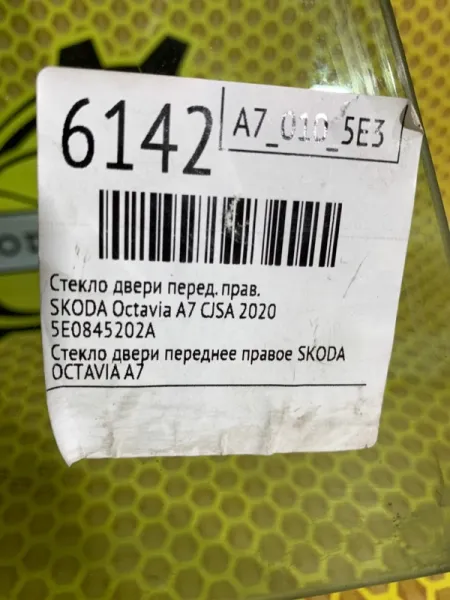 6142
A7_010_5E3
Стекло двери перед. прав.
SKODA Octavia A7 CJSA 2020
5E0845202A
Стекло двери переднее правое SKODA
OCTAVIA A7